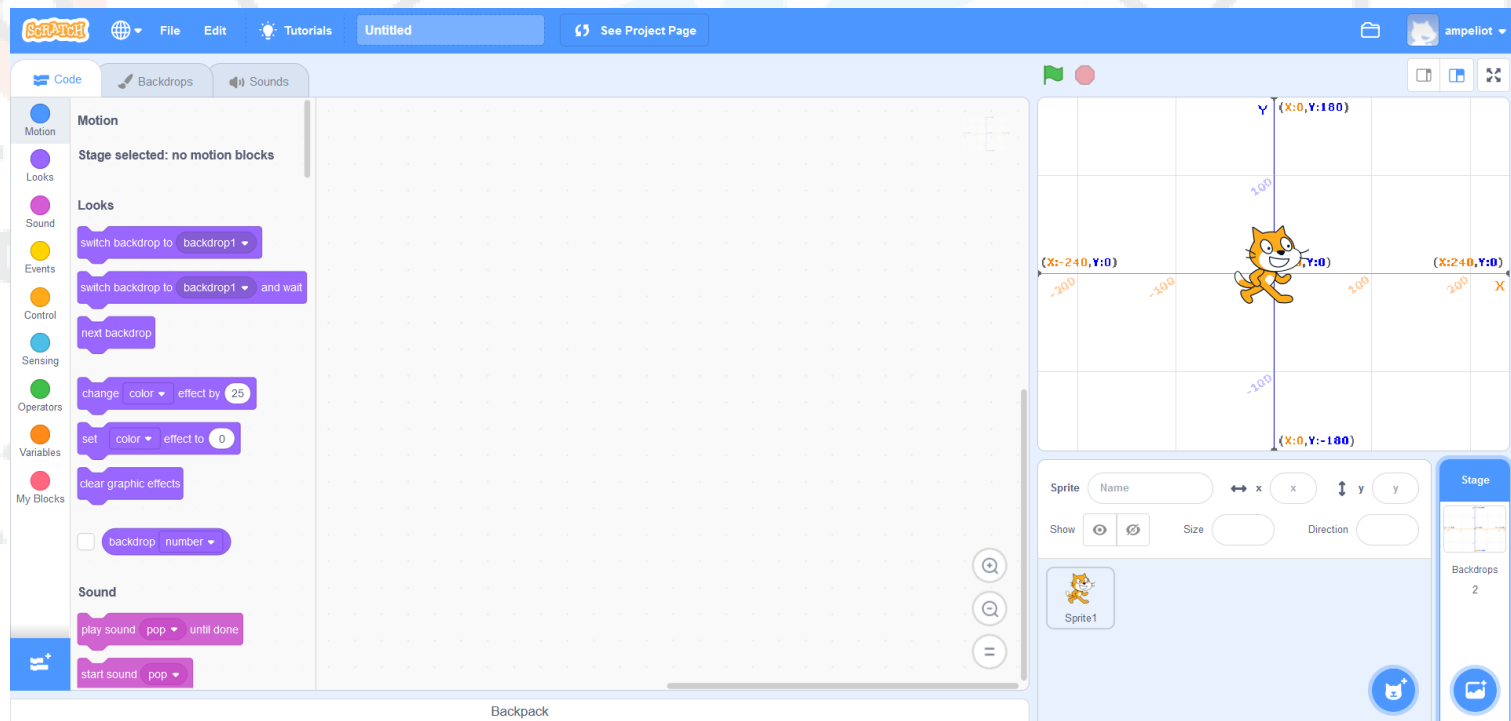 SCRATCH File Edit Tutorials Untitled See Project Page ampeliot
Code Backdrops Sounds
Motion
Looks
Sound
Events
Control
Sensing
Operators
Variables
My Blocks
Motion
Stage selected: no motion blocks
Looks
switch backdrop to backdrop1
switch backdrop to backdrop1 and wait
next backdrop
change color effect by 25
set color effect to 0
clear graphic effects
backdrop number
Sound
play sound pop until done
start sound pop
Backpack
Y (X:0,Y:180)
100
(X:-240,Y:0) ,Y:0) (X:240,Y:0)
-200 -100 100 200 X
-100
(X:0,Y:-180)
Sprite Name x x y y
Show Size Direction
Sprite1
Stage
Backdrops
2